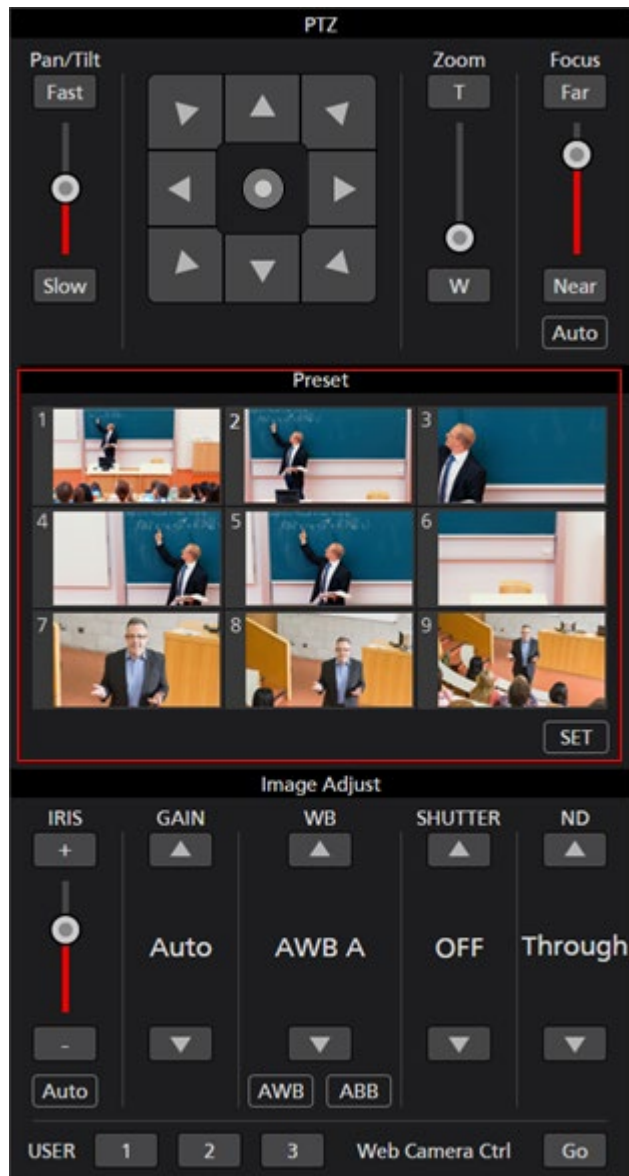 PTZ
Pan/Tilt Zoom Focus
Fast T Far
Slow W Near
Auto
Preset
1 2 3
4 5 6
7 8 9
SET
Image Adjust
IRIS GAIN WB SHUTTER ND
+
Auto AWB A OFF Through
-
Auto AWB ABB
USER 1 2 3 Web Camera Ctrl Go